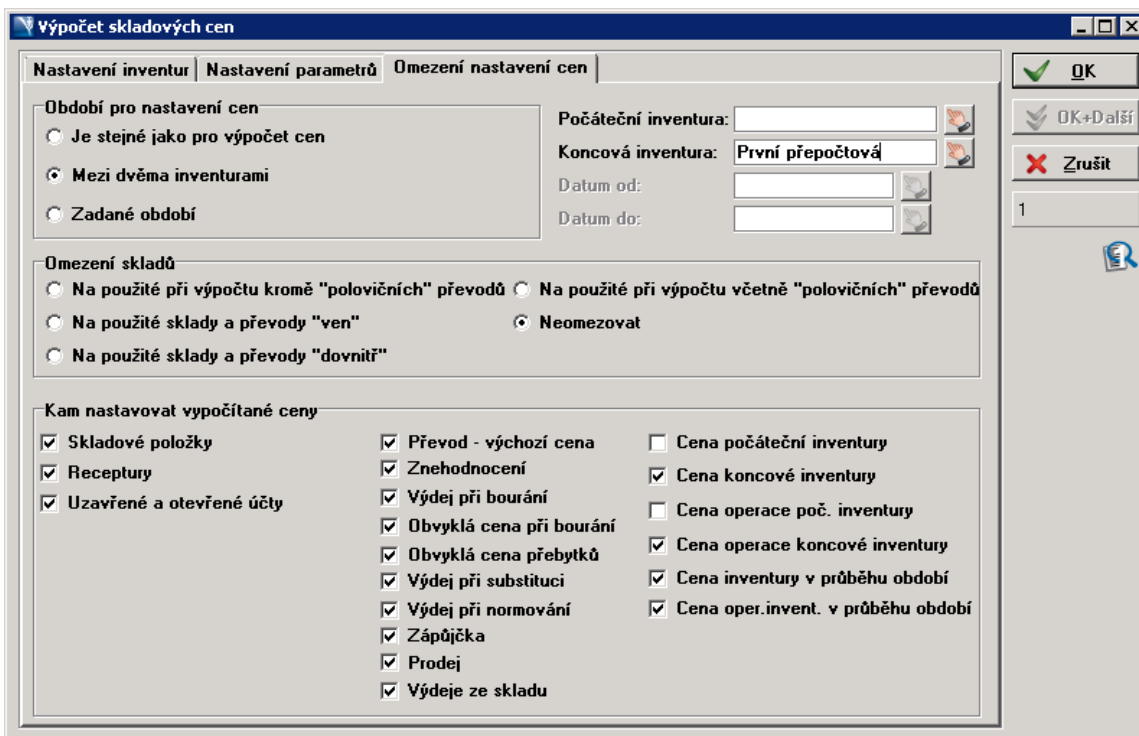 Výpočet skladových cen
Nastavení inventur
Nastavení parametrů
Omezení nastavení cen
OK
OK+Další
Zrušit
1
Období pro nastavení cen
Je stejné jako pro výpočet cen
Mezi dvěma inventurami
Zadané období
Počáteční inventura:
Koncová inventura: První přepočtová
Datum od:
Datum do:
Omezení skladů
Na použité při výpočtu kromě "polovičních" převodů
Na použité při výpočtu včetně "polovičních" převodů
Na použité sklady a převody "ven"
Neomezovat
Na použité sklady a převody "dovnitř"
Kam nastavovat vypočítané ceny
Skladové položky
Receptury
Uzavřené a otevřené účty
Převod - výchozí cena
Znehodnocení
Výdej při bourání
Obvyklá cena při bourání
Obvyklá cena přebytků
Výdej při substituci
Výdej při normování
Zápůjčka
Prodej
Výdeje ze skladu
Cena počáteční inventury
Cena koncové inventury
Cena operace poč. inventury
Cena operace koncové inventury
Cena inventury v průběhu období
Cena oper.invent. v průběhu období